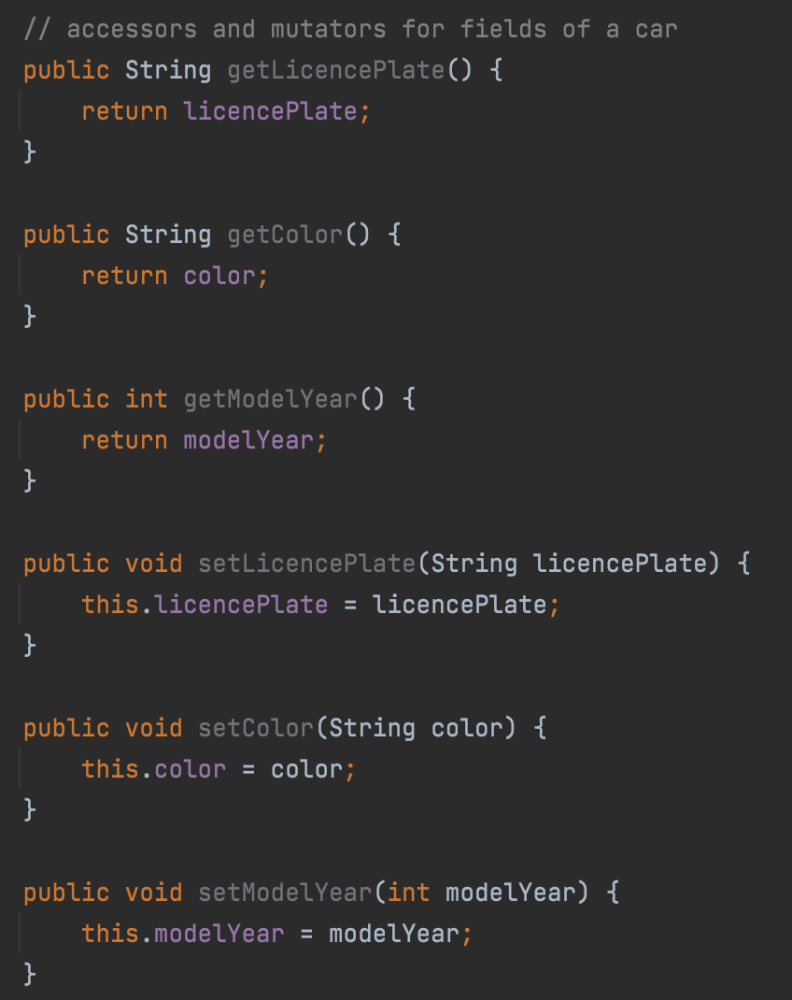 // accessors and mutators for fields of a car
public String getLicencePlate() {
    return licencePlate;
}

public String getColor() {
    return color;
}

public int getModelYear() {
    return modelYear;
}

public void setLicencePlate(String licencePlate) {
    this.licencePlate = licencePlate;
}

public void setColor(String color) {
    this.color = color;
}

public void setModelYear(int modelYear) {
    this.modelYear = modelYear;
}